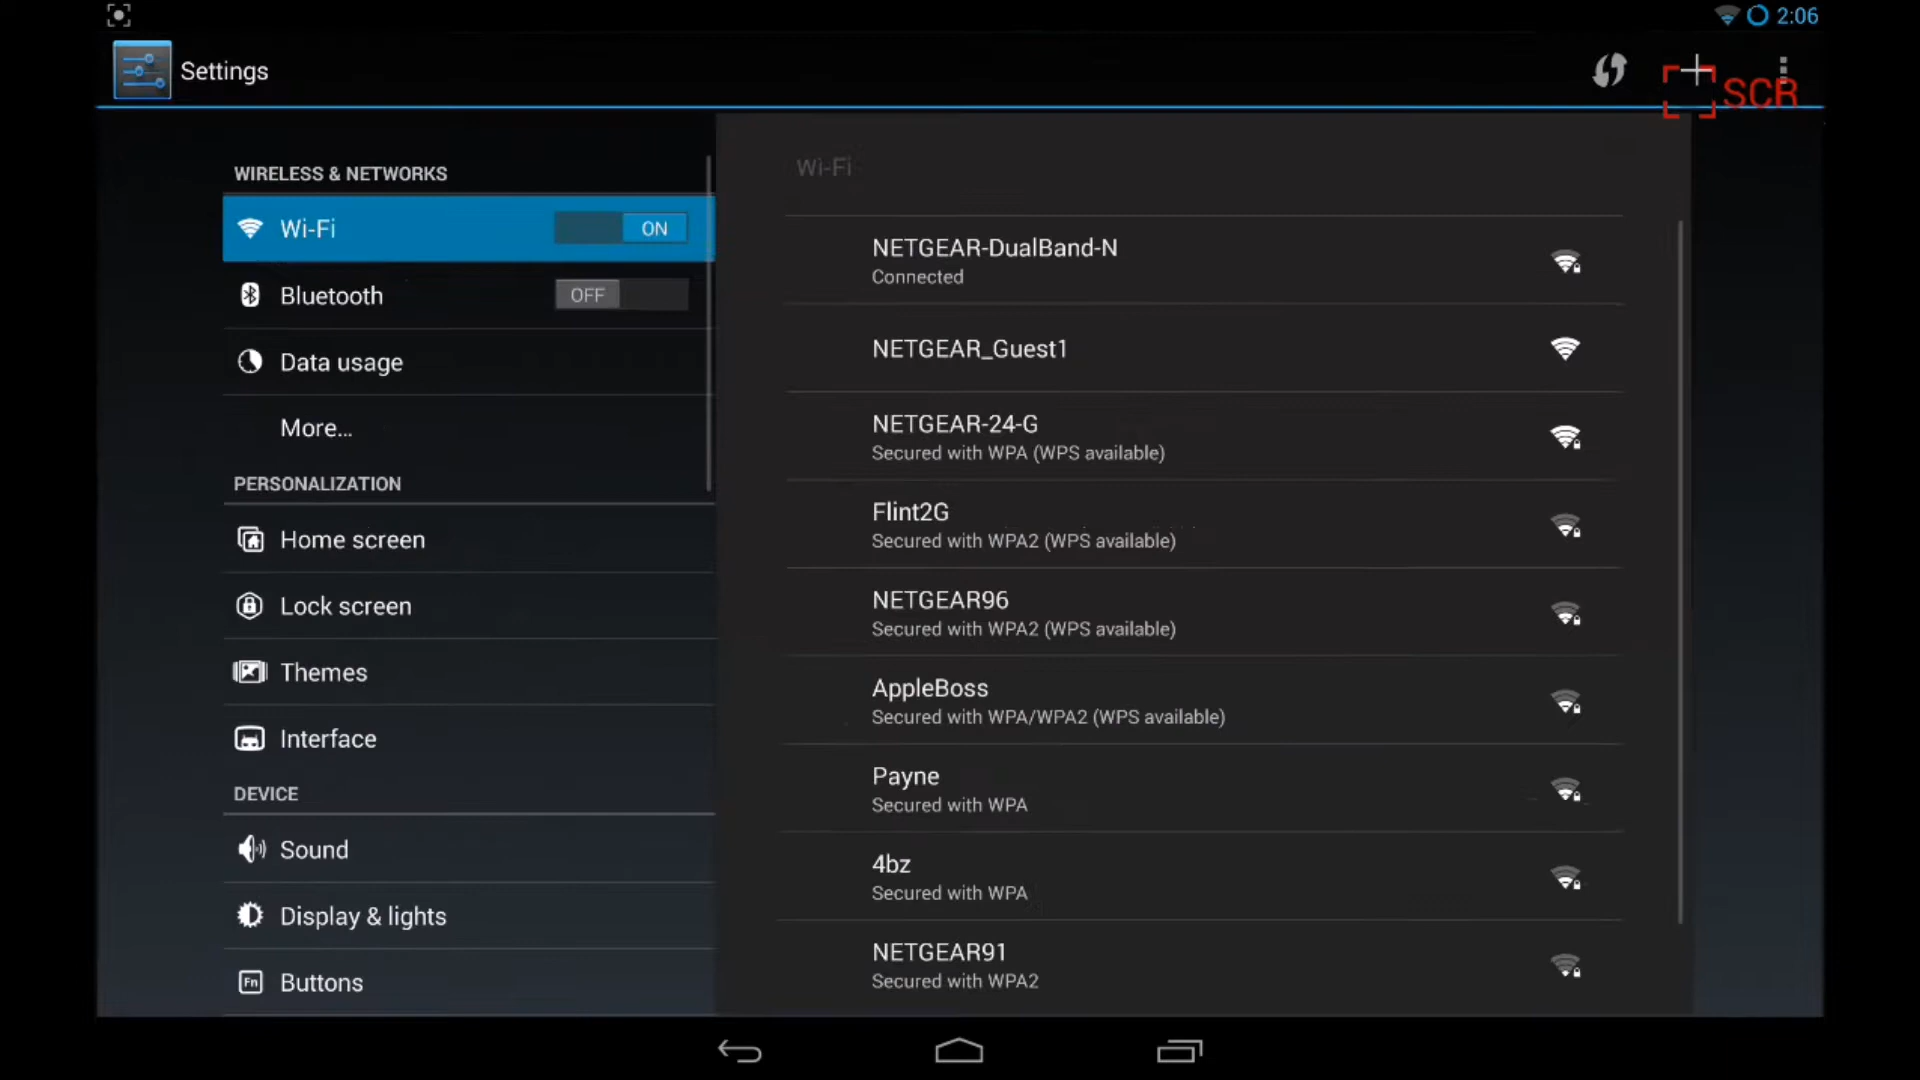 2:06
Settings
SCR
WIRELESS & NETWORKS
Wi-Fi
ON
Bluetooth
OFF
Data usage
More...
PERSONALIZATION
Home screen
Lock screen
Themes
Interface
DEVICE
Sound
Display & lights
Fn
Buttons
Wi-Fi
NETGEAR-DualBand-N
Connected
NETGEAR_Guest1
NETGEAR-24-G
Secured with WPA (WPS available)
Flint2G
Secured with WPA2 (WPS available)
NETGEAR96
Secured with WPA2 (WPS available)
AppleBoss
Secured with WPA/WPA2 (WPS available)
Payne
Secured with WPA
4bz
Secured with WPA
NETGEAR91
Secured with WPA2